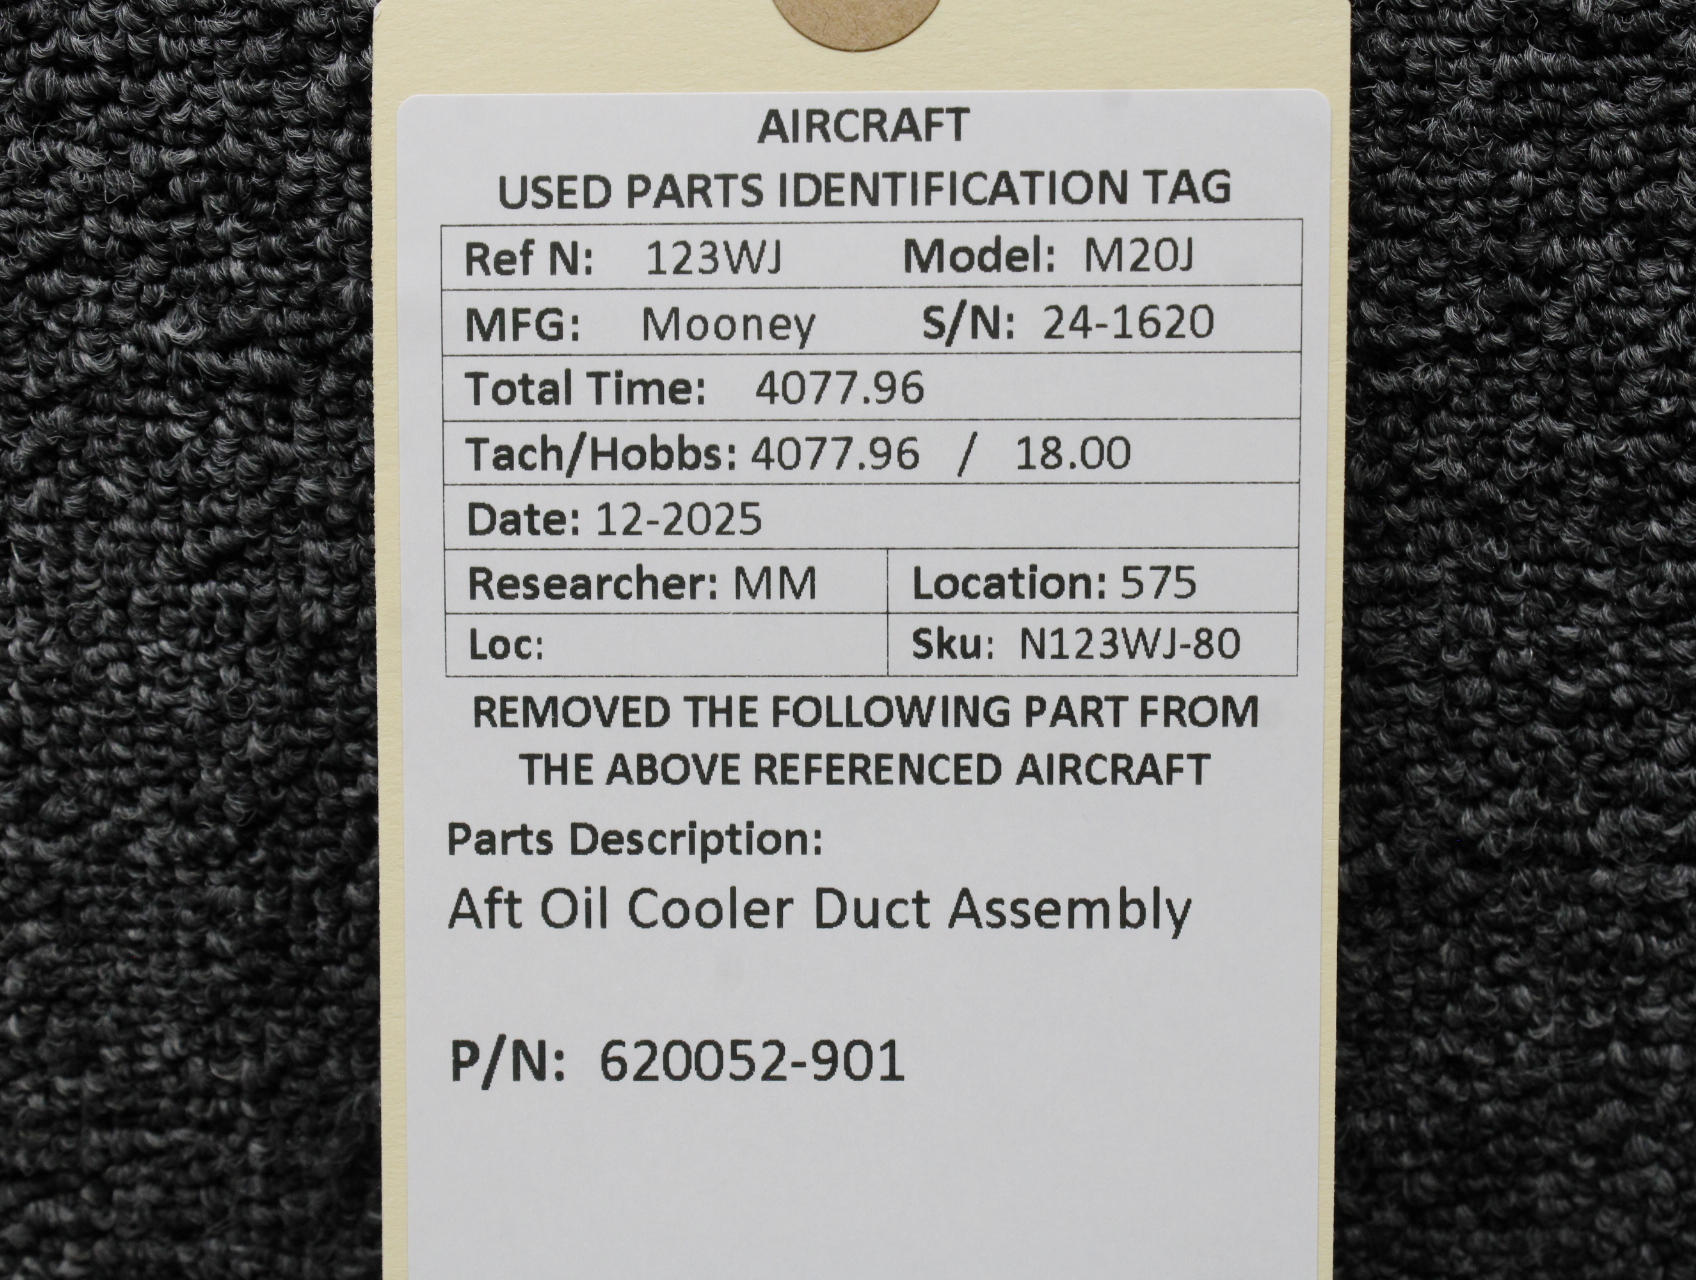 AIRCRAFT
USED PARTS IDENTIFICATION TAG
Ref N: 123WJ Model: M20J
MFG: Mooney S/N: 24-1620
Total Time: 4077.96
Tach/Hobbs: 4077.96 / 18.00
Date: 12-2025
Researcher: MM Location: 575
Loc: Sku: N123WJ-80
REMOVED THE FOLLOWING PART FROM
THE ABOVE REFERENCED AIRCRAFT
Parts Description:
Aft Oil Cooler Duct Assembly
P/N: 620052-901